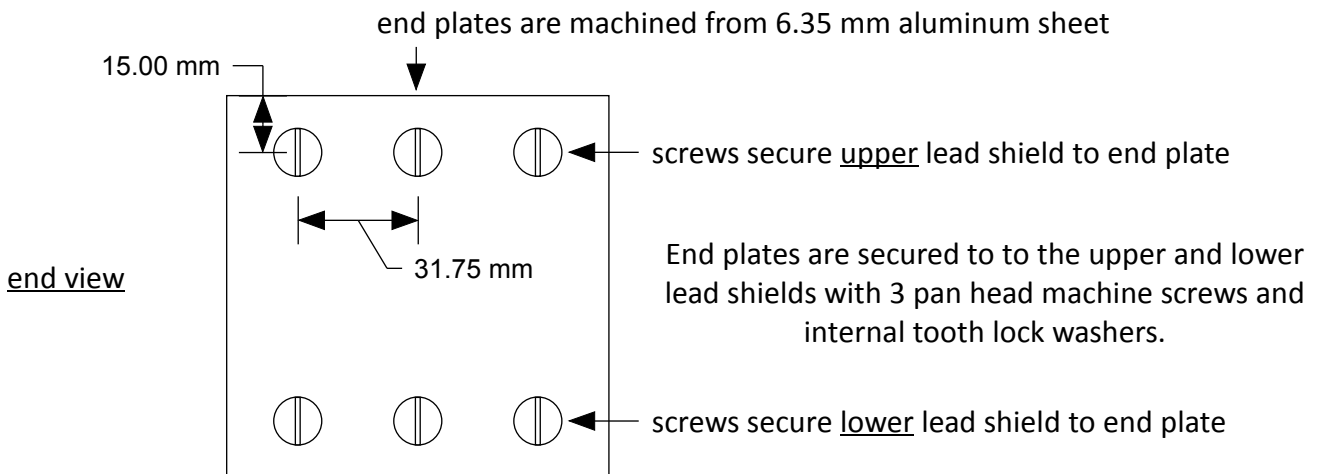 end plates are machined from 6.35 mm aluminum sheet
15.00 mm
screws secure upper lead shield to end plate
31.75 mm
end view
End plates are secured to to the upper and lower
lead shields with 3 pan head machine screws and
internal tooth lock washers.
screws secure lower lead shield to end plate